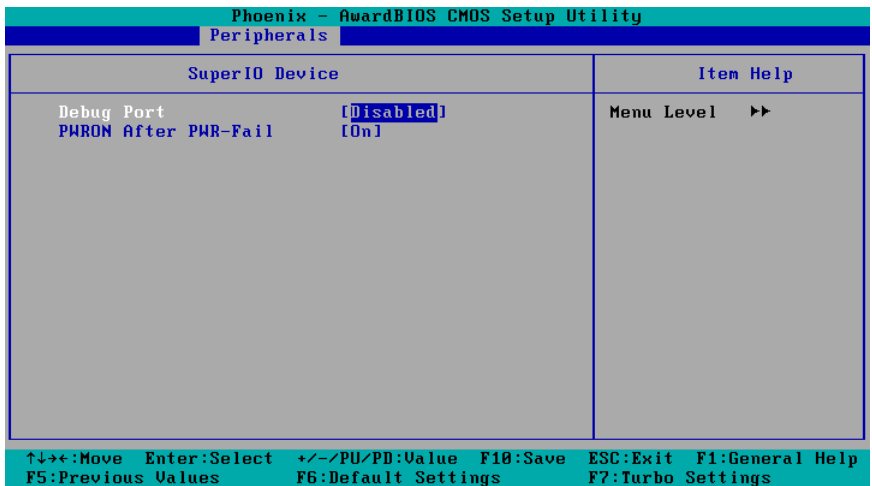 Phoenix - AwardBIOS CMOS Setup Utility
Peripherals
SuperIO Device
Item Help
Debug Port [Disabled]
Menu Level ►►
PWRON After PWR-Fail [On]
↑↓→←:Move Enter:Select +/-/PU/PD:Value F10:Save ESC:Exit F1:General Help
F5:Previous Values F6:Default Settings F7:Turbo Settings